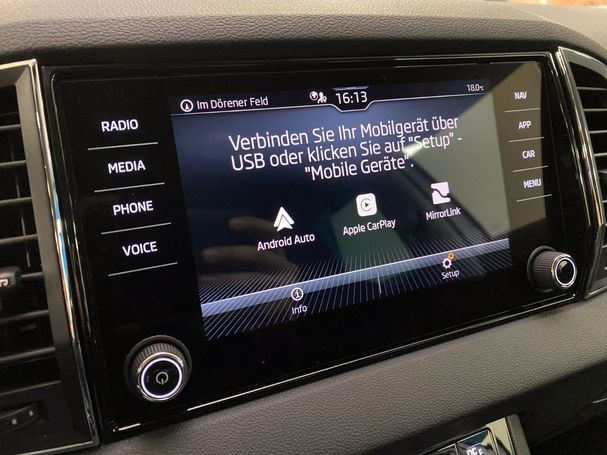 Im Dörener Feld
16:13
18.0°C
Verbinden Sie Ihr Mobilgerät über
USB oder klicken Sie auf "Setup" -
"Mobile Geräte".
Android Auto
Apple CarPlay
MirrorLink
Info
Setup
RADIO
MEDIA
PHONE
VOICE
NAV
APP
CAR
MENU